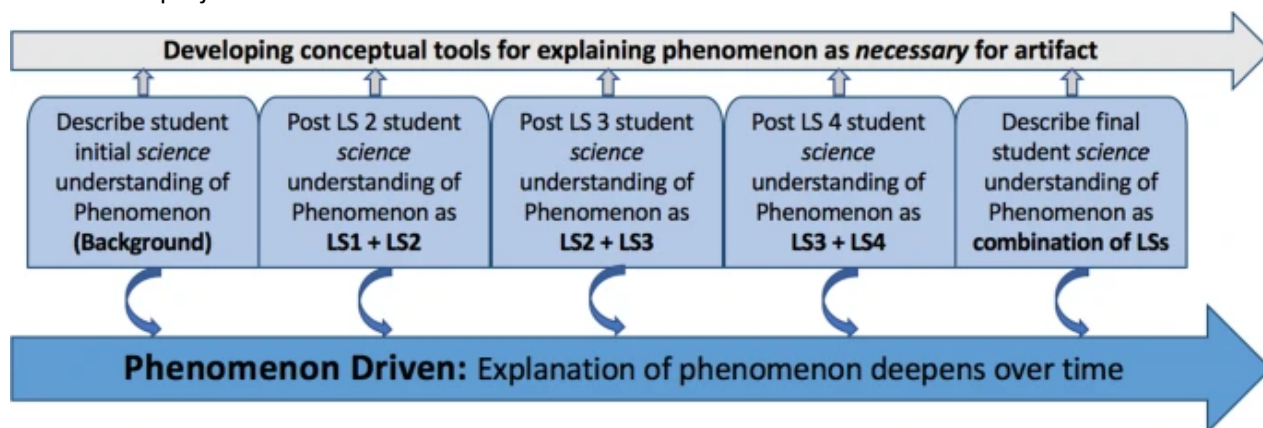 Developing conceptual tools for explaining phenomenon as necessary for artifact
Describe student
initial science
understanding of
Phenomenon
(Background)
Post LS 2 student
science
understanding of
Phenomenon as
LS1 + LS2
Post LS 3 student
science
understanding of
Phenomenon as
LS2 + LS3
Post LS 4 student
science
understanding of
Phenomenon as
LS3 + LS4
Describe final
student science
understanding of
Phenomenon as
combination of LSs
Phenomenon Driven: Explanation of phenomenon deepens over time